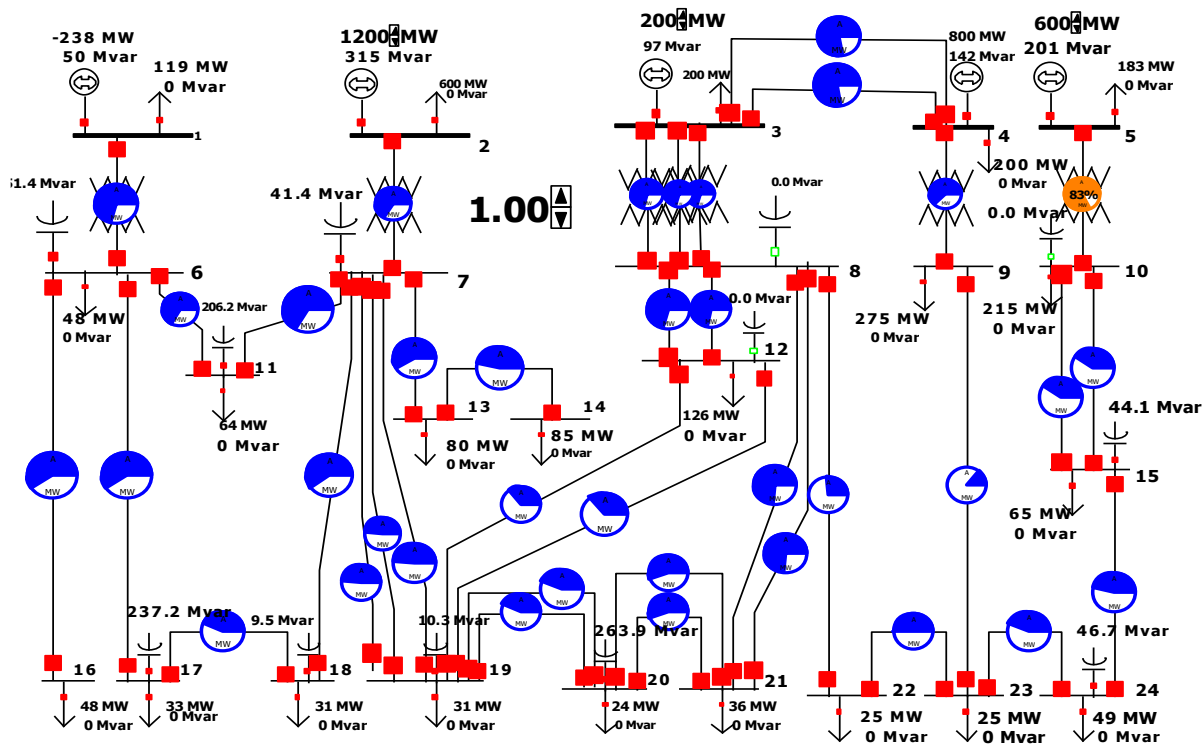 -238 MW
50 Mvar
119 MW
0 Mvar
1
1200 MW
315 Mvar
600 MW
0 Mvar
2
200 MW
97 Mvar
200 MW
3
A
MW
A
MW
800 MW
142 Mvar
4
200 MW
0 Mvar
600 MW
201 Mvar
183 MW
0 Mvar
5
A
83%
MW
41.4 Mvar
1.00
0.0 Mvar
0.0 Mvar
6
48 MW
0 Mvar
206.2 Mvar
7
8
9
275 MW
0 Mvar
10
215 MW
0 Mvar
11
64 MW
0 Mvar
0.0 Mvar
12
126 MW
0 Mvar
13
80 MW
0 Mvar
14
85 MW
0 Mvar
44.1 Mvar
15
65 MW
0 Mvar
237.2 Mvar
9.5 Mvar
10.3 Mvar
263.9 Mvar
46.7 Mvar
16
48 MW
0 Mvar
17
33 MW
0 Mvar
18
31 MW
0 Mvar
19
31 MW
0 Mvar
20
24 MW
0 Mvar
21
36 MW
0 Mvar
22
25 MW
0 Mvar
23
25 MW
0 Mvar
24
49 MW
0 Mvar